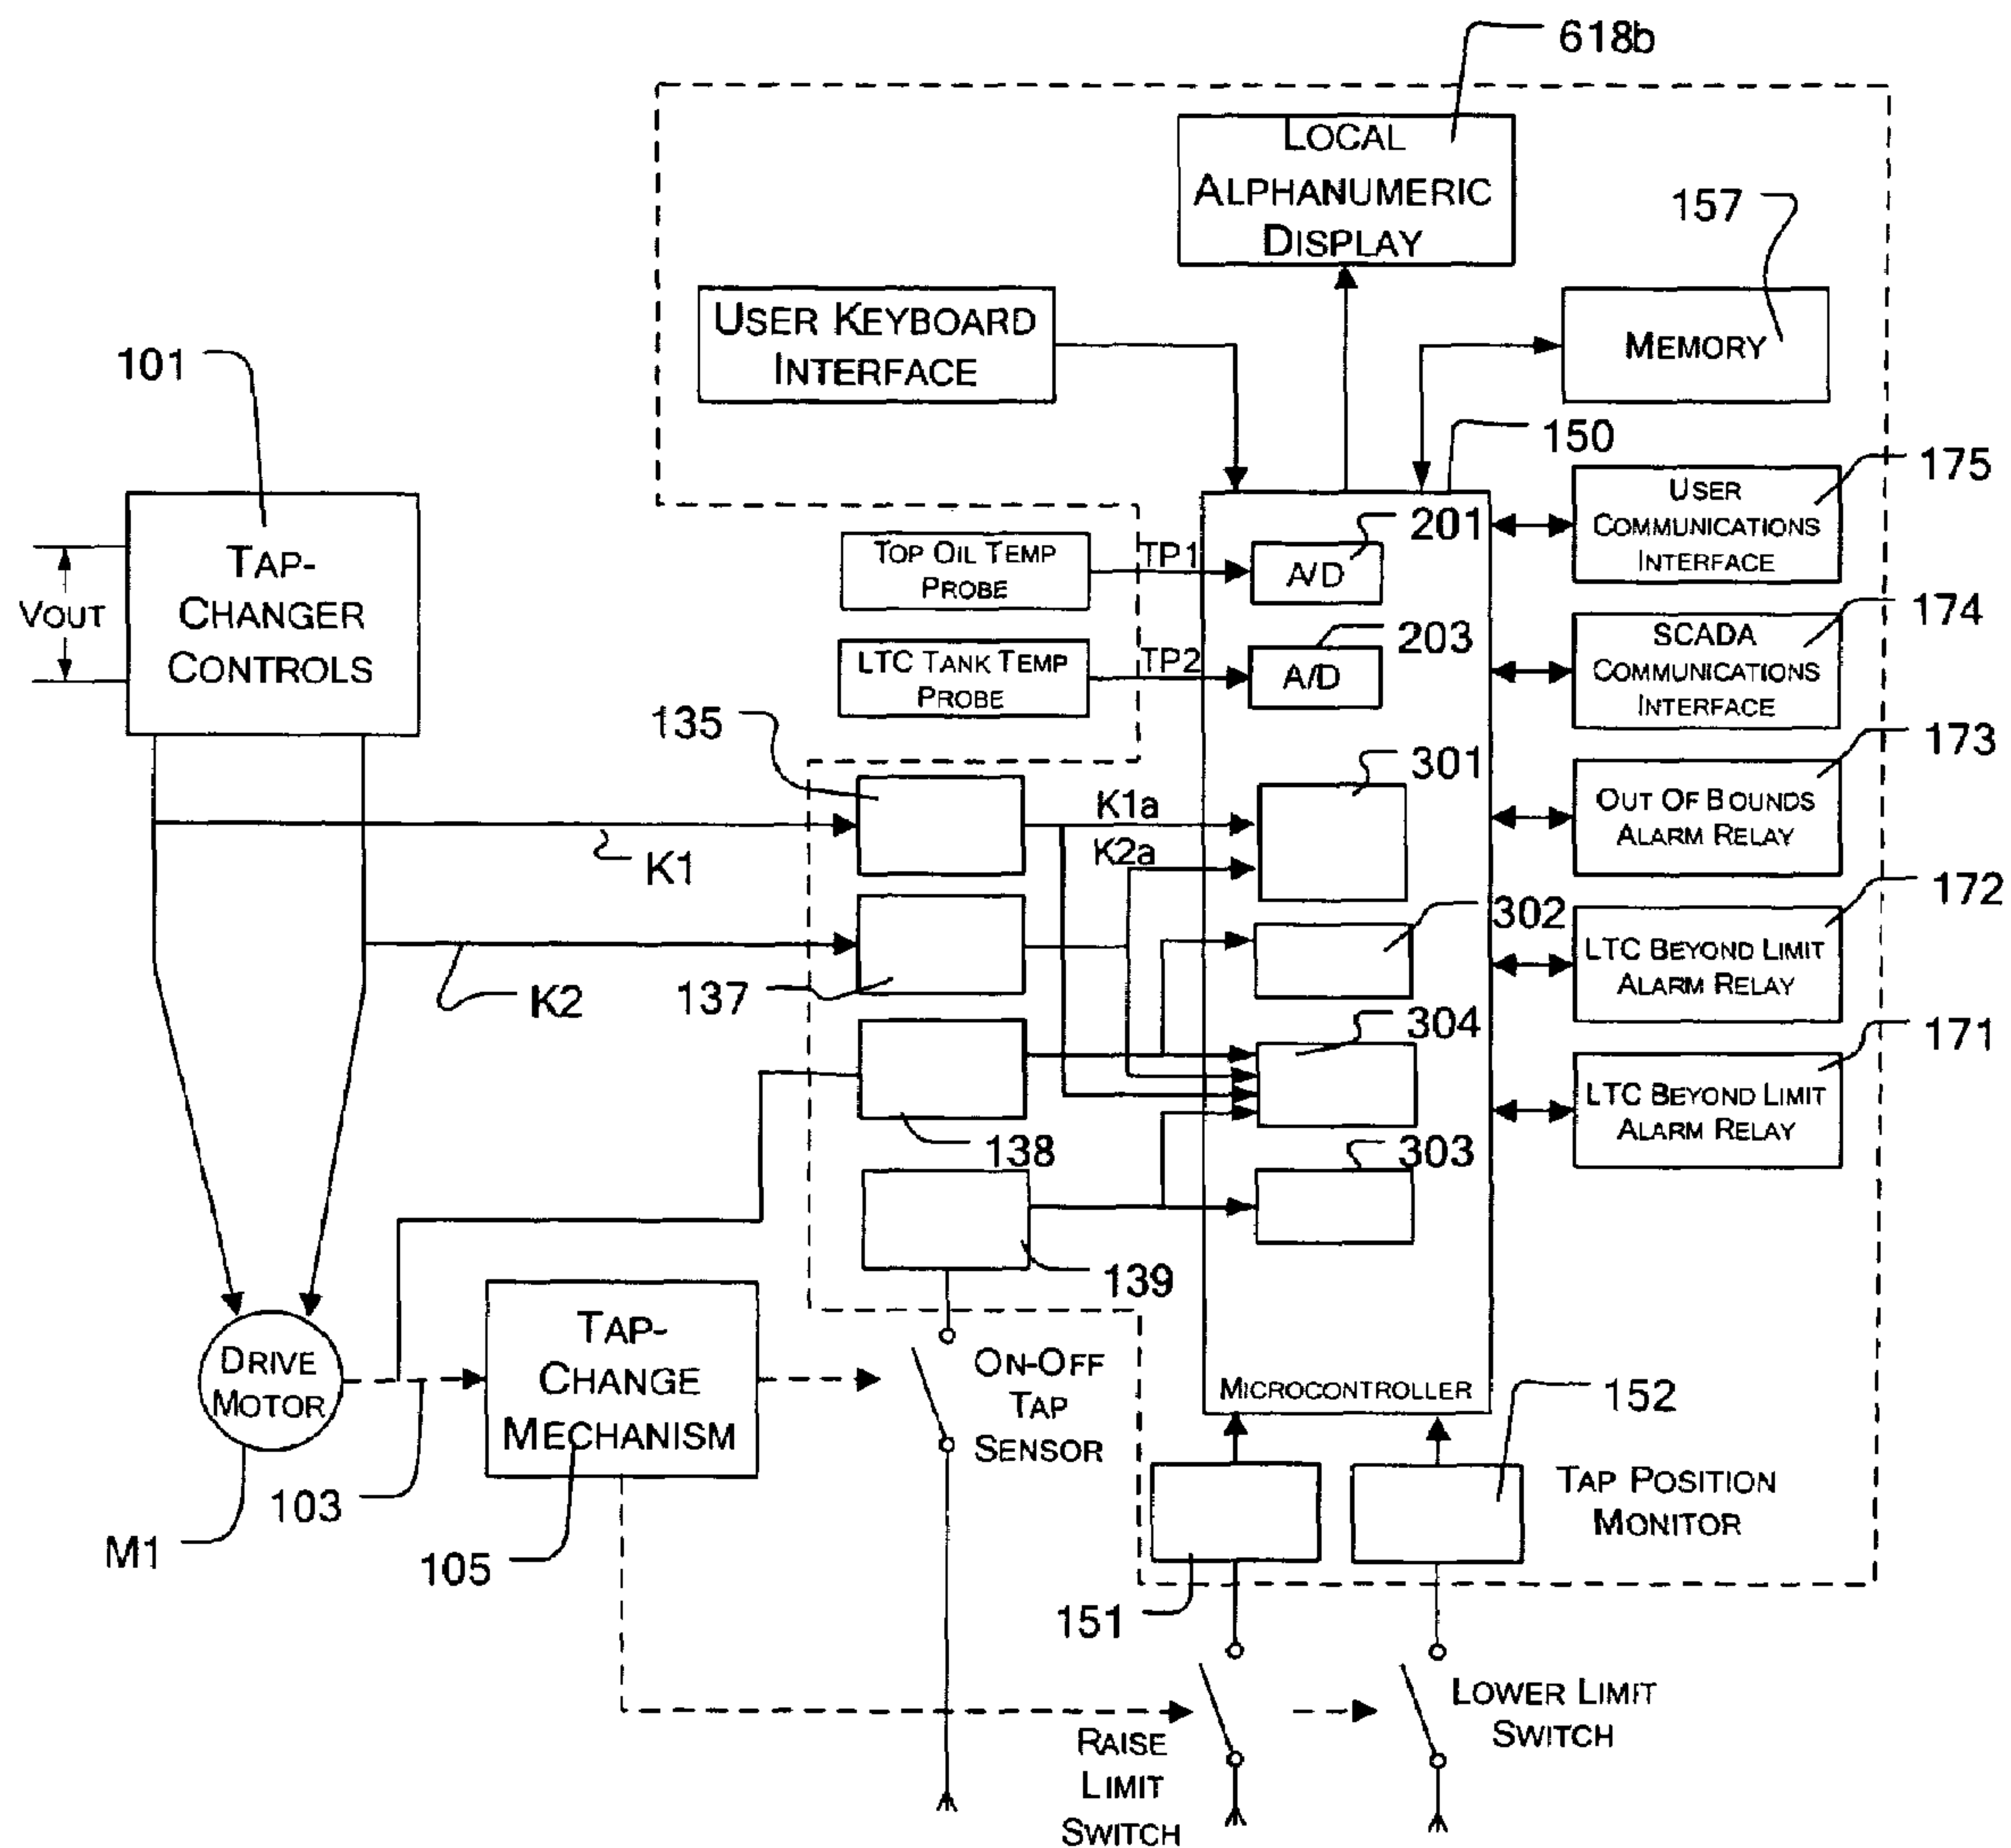 618b
LOCAL
ALPHANUMERIC
DISPLAY
157
USER KEYBOARD
INTERFACE
MEMORY
101
150
175
USER
COMMUNICATIONS
INTERFACE
TAP-
CHANGER
CONTROLS
VOUT
TOP OIL TEMP
PROBE
TP1
A/D
201
174
SCADA
COMMUNICATIONS
INTERFACE
LTC TANK TEMP
PROBE
TP2
A/D
203
135
301
173
OUT OF BOUNDS
ALARM RELAY
K1
K1a
K2a
302
172
LTC BEYOND LIMIT
ALARM RELAY
K2
137
304
171
LTC BEYOND LIMIT
ALARM RELAY
138
303
139
DRIVE
MOTOR
TAP-
CHANGE
MECHANISM
ON-OFF
TAP
SENSOR
MICROCONTROLLER
152
TAP POSITION
MONITOR
103
M1
105
151
RAISE
LIMIT
SWITCH
LOWER LIMIT
SWITCH